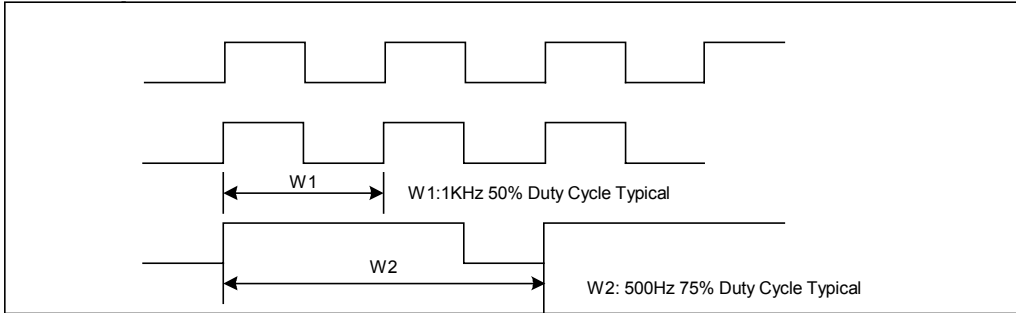 W1
W1:1KHz 50% Duty Cycle Typical
W2
W2: 500Hz 75% Duty Cycle Typical